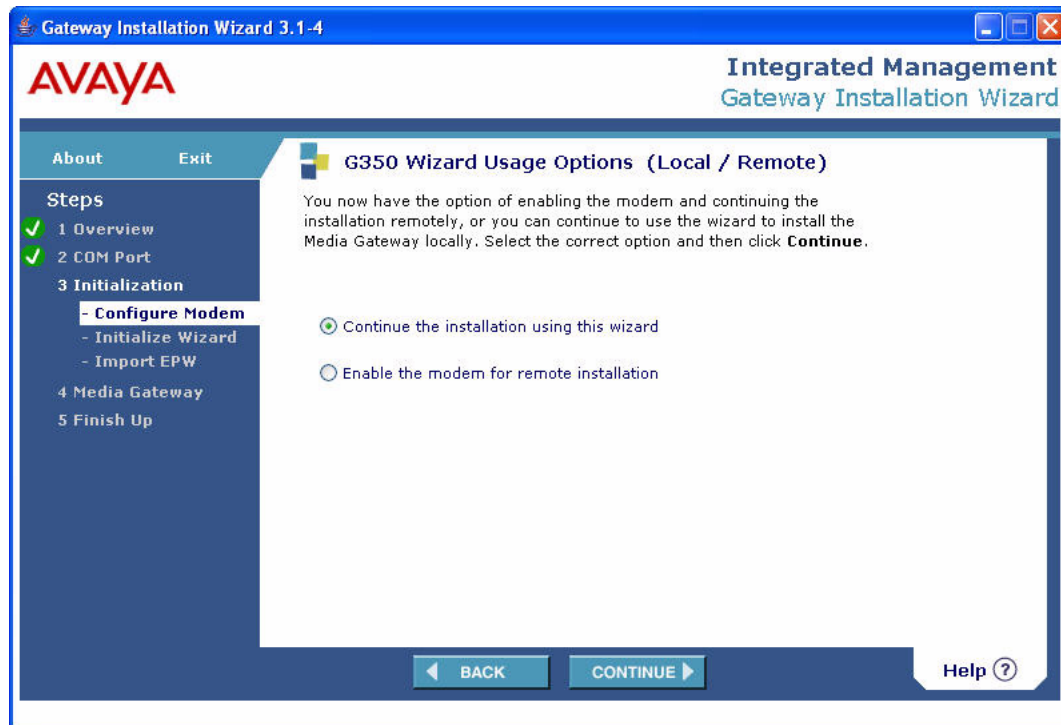 Gateway Installation Wizard 3.1-4
AVAYA
Integrated Management
Gateway Installation Wizard
About Exit
Steps
1 Overview
2 COM Port
3 Initialization
- Configure Modem
- Initialize Wizard
- Import EPW
4 Media Gateway
5 Finish Up
G350 Wizard Usage Options (Local / Remote)
You now have the option of enabling the modem and continuing the
installation remotely, or you can continue to use the wizard to install the
Media Gateway locally. Select the correct option and then click Continue.
Continue the installation using this wizard
Enable the modem for remote installation
BACK
CONTINUE
Help ?